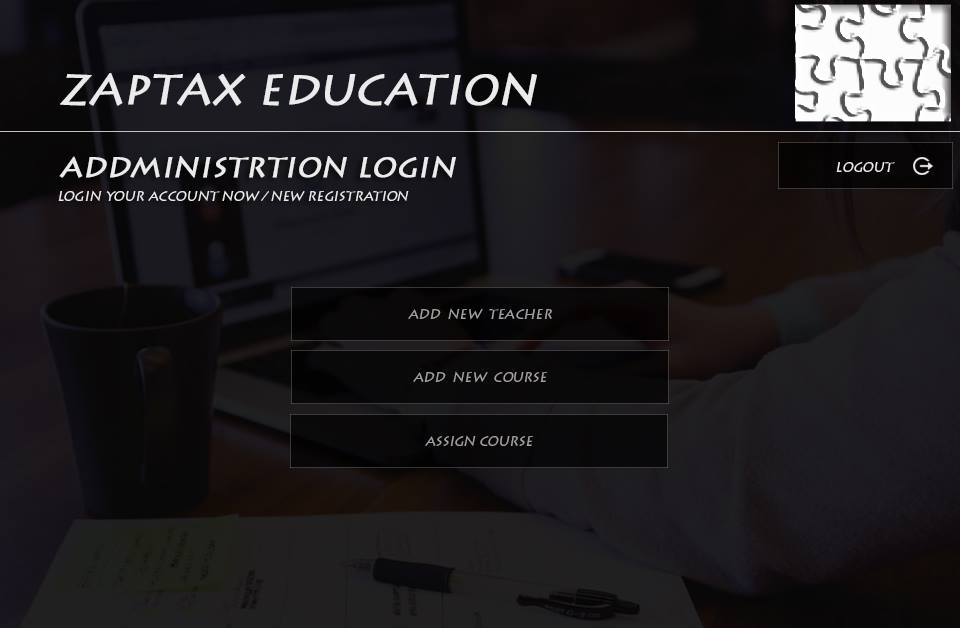 ZAPTAX EDUCATION
ADDMINISTRTION LOGIN
LOGIN YOUR ACCOUNT NOW / NEW REGISTRATION
LOGOUT
ADD NEW TEACHER
ADD NEW COURSE
ASSIGN COURSE